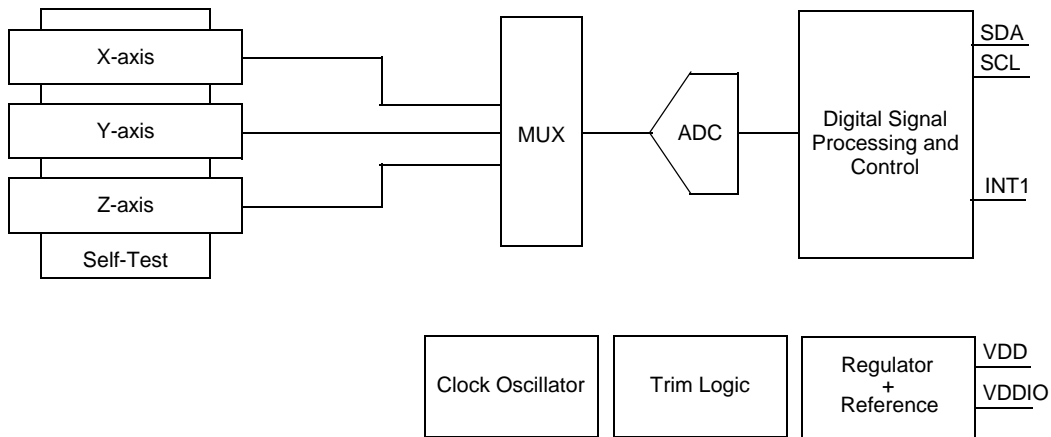 X-axis
Y-axis
Z-axis
Self-Test
MUX
ADC
Digital Signal
Processing and
Control
SDA
SCL
INT1
Clock Oscillator
Trim Logic
Regulator
+
Reference
VDD
VDDIO